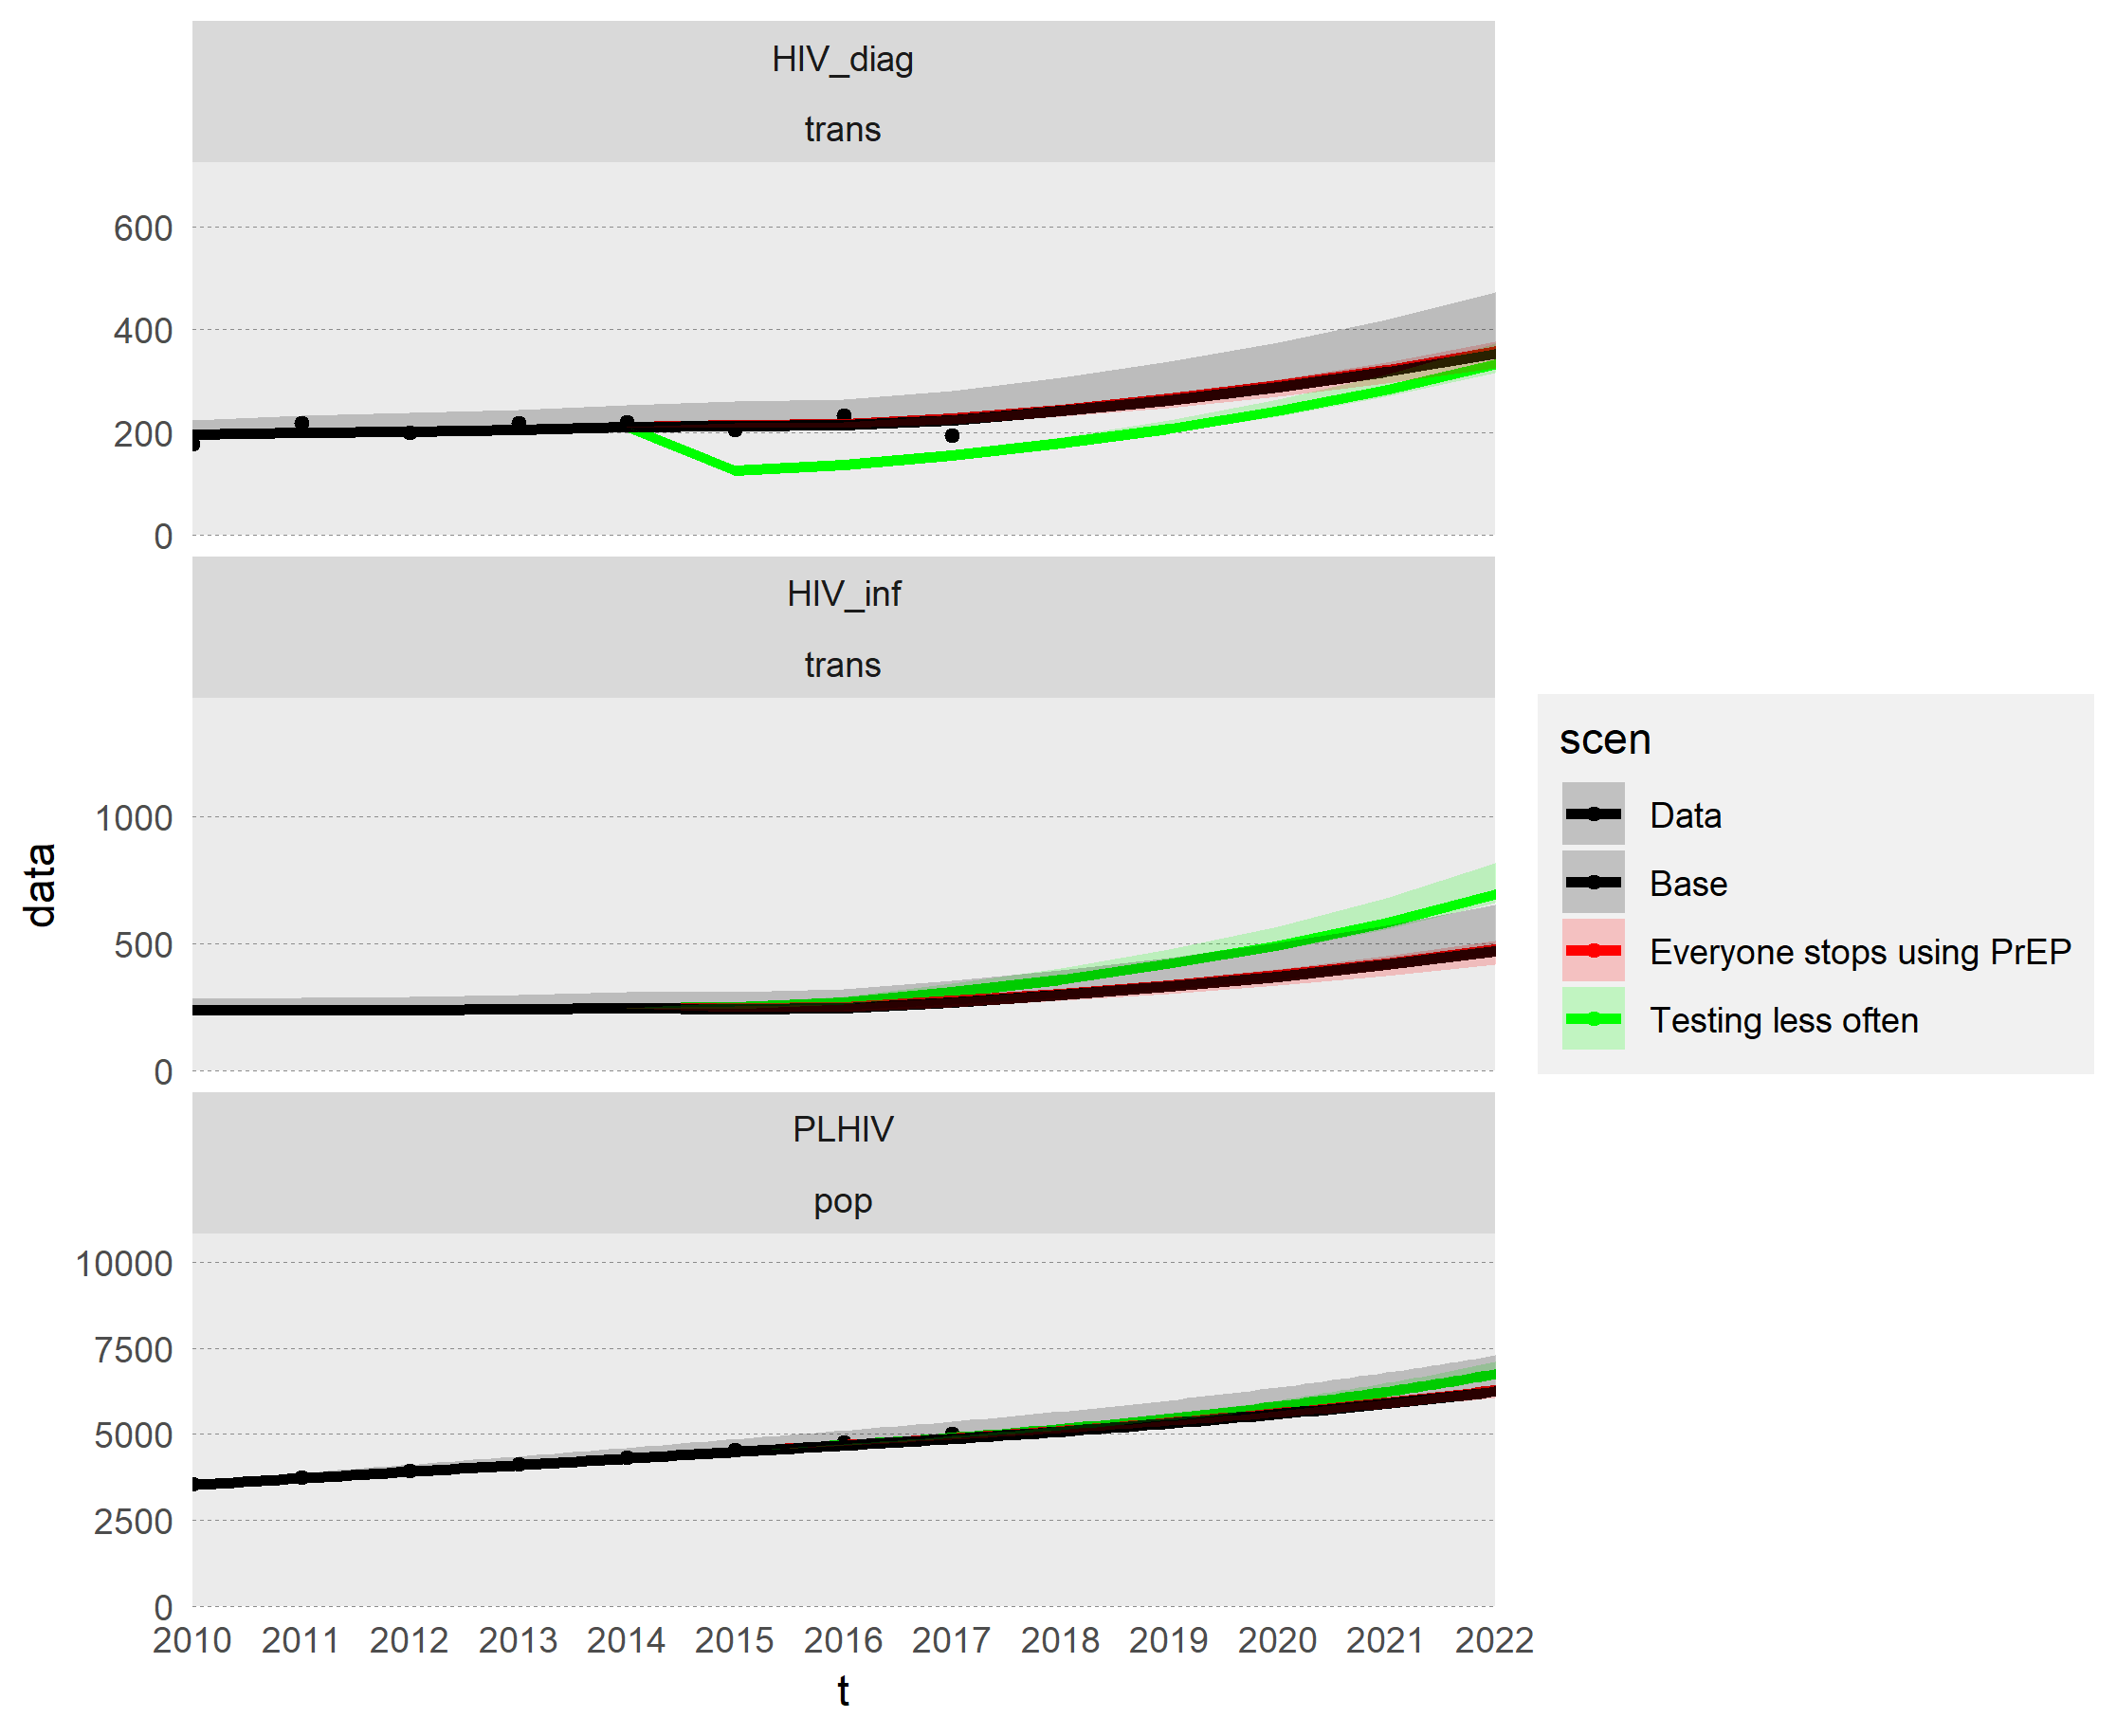 HIV_diag
trans
600
400
200
0
HIV_inf
trans
1000
500
0
PLHIV
pop
10000
7500
5000
2500
0
2010 2011 2012 2013 2014 2015 2016 2017 2018 2019 2020 2021 2022
t
data
scen
Data
Base
Everyone stops using PrEP
Testing less often